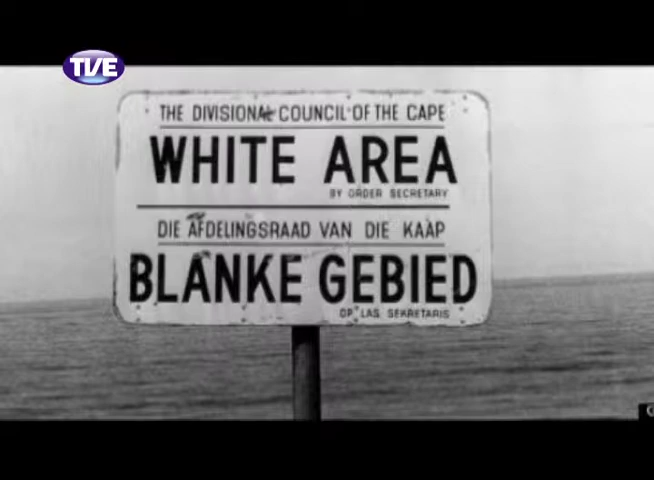 TVE
THE DIVISIONAL COUNCIL OF THE CAPE
WHITE AREA
BY ORDER SECRETARY
DIE AFDELINGSRAAD VAN DIE KAAP
BLANKE GEBIED
OP LAS SEKRETARIS